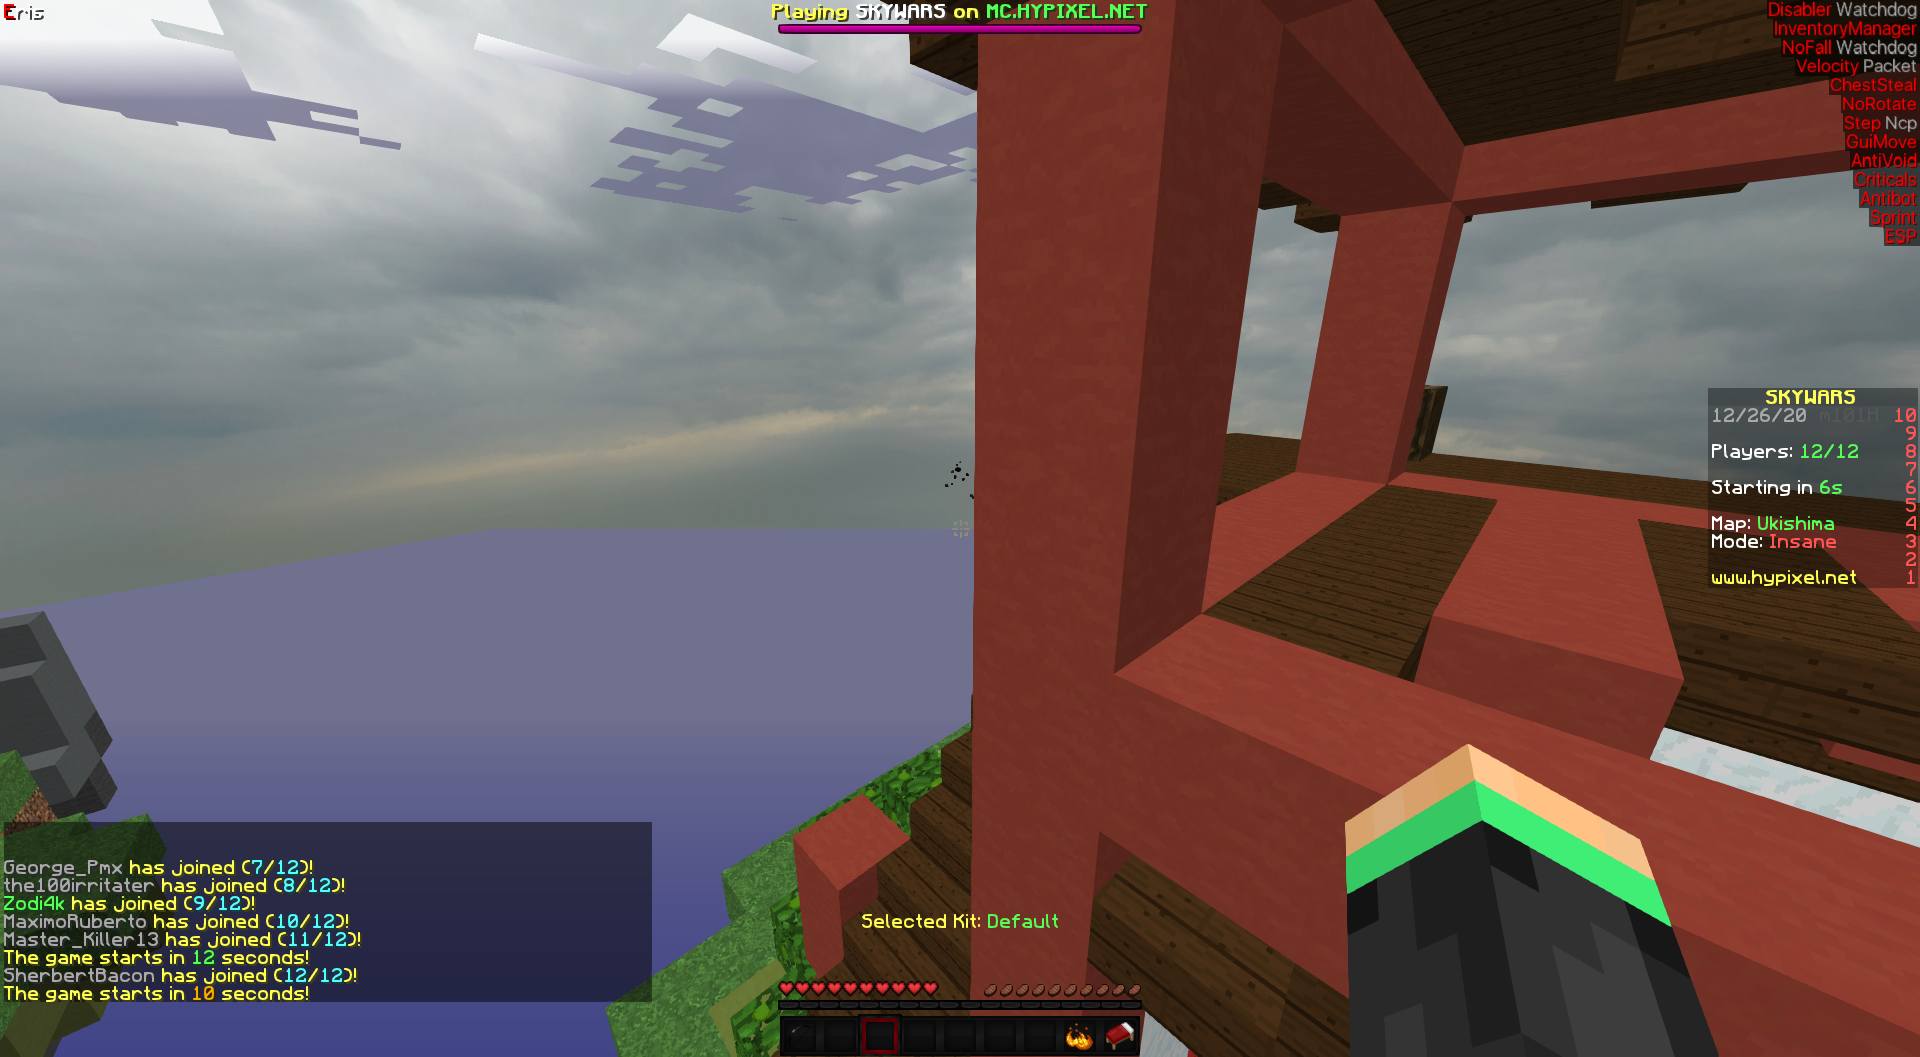 Eris
Playing SKYWARS on MC.HYPIXEL.NET
Disabler Watchdog
InventoryManager
NoFall Watchdog
Velocity Packet
ChestSteal
NoRotate
Step Ncp
GuiMove
AntiVoid
Criticals
Antibot
Sprint
ESP
SKYWARS
12/26/20 m101H 10
9
Players: 12/12 8
7
Starting in 6s 6
5
Map: Ukishima 4
Mode: Insane 3
2
www.hypixel.net 1
George_Pmx has joined (7/12)!
the100irritater has joined (8/12)!
Zodi4k has joined (9/12)!
MaximoRuberto has joined (10/12)!
Master_Killer13 has joined (11/12)!
The game starts in 12 seconds!
SherbertBacon has joined (12/12)!
The game starts in 10 seconds!
Selected Kit: Default